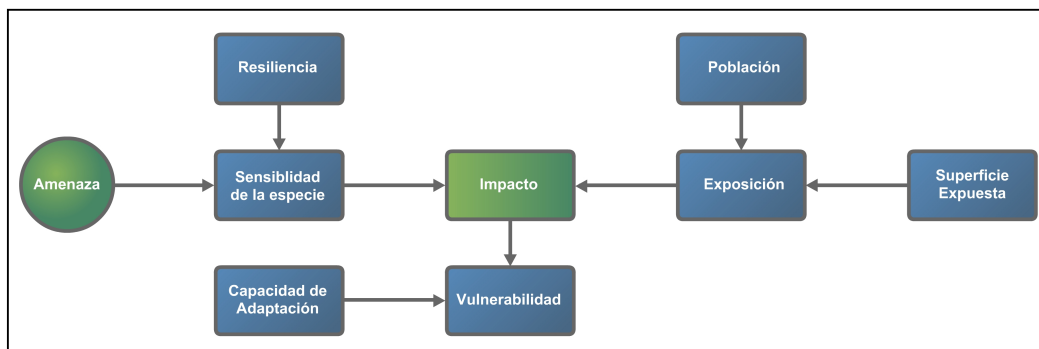 Resiliencia
Población
Amenaza
Sensiblidad
de la especie
Impacto
Exposición
Superficie
Expuesta
Capacidad de
Adaptación
Vulnerabilidad